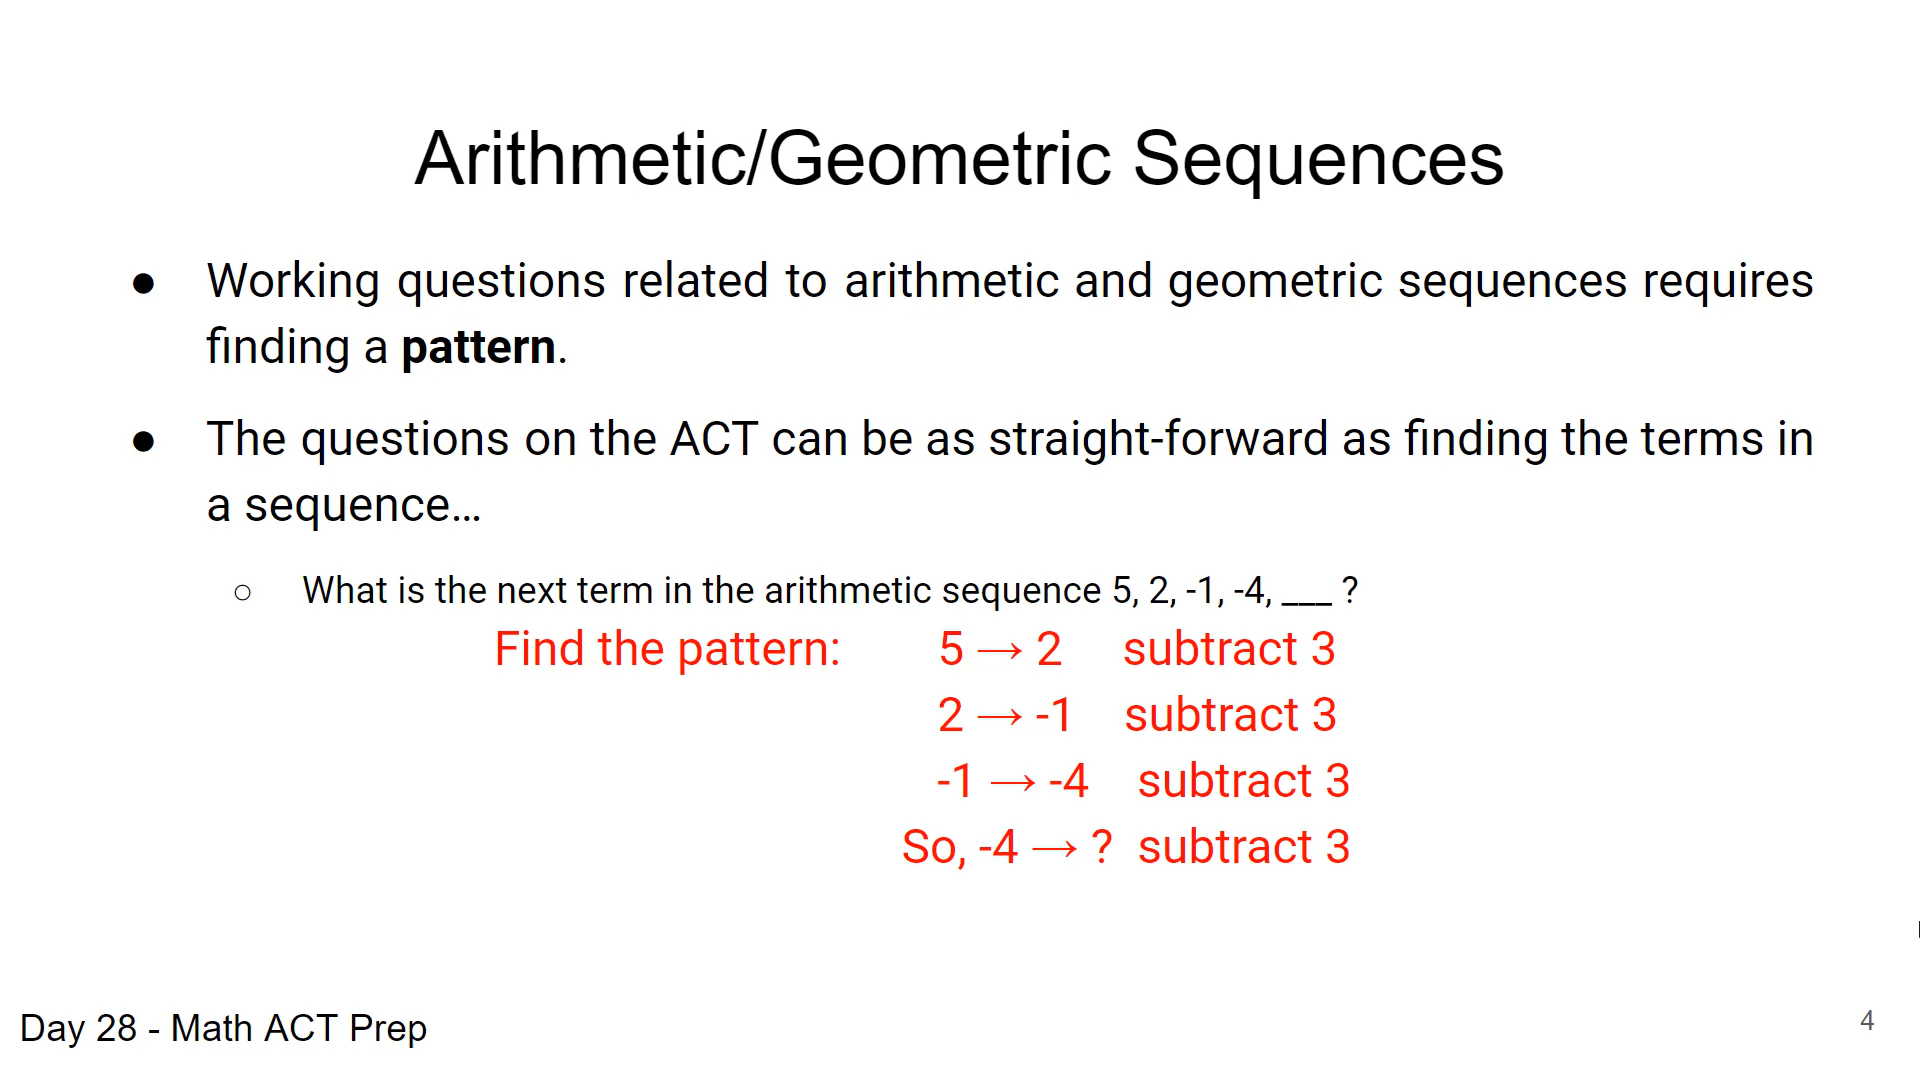 Arithmetic/Geometric Sequences
● Working questions related to arithmetic and geometric sequences requires
finding a pattern.
● The questions on the ACT can be as straight-forward as finding the terms in
a sequence…
○ What is the next term in the arithmetic sequence 5, 2, -1, -4, ___ ?
Find the pattern: 5 → 2 subtract 3
2 → -1 subtract 3
-1 → -4 subtract 3
So, -4 → ? subtract 3
Day 28 - Math ACT Prep
4